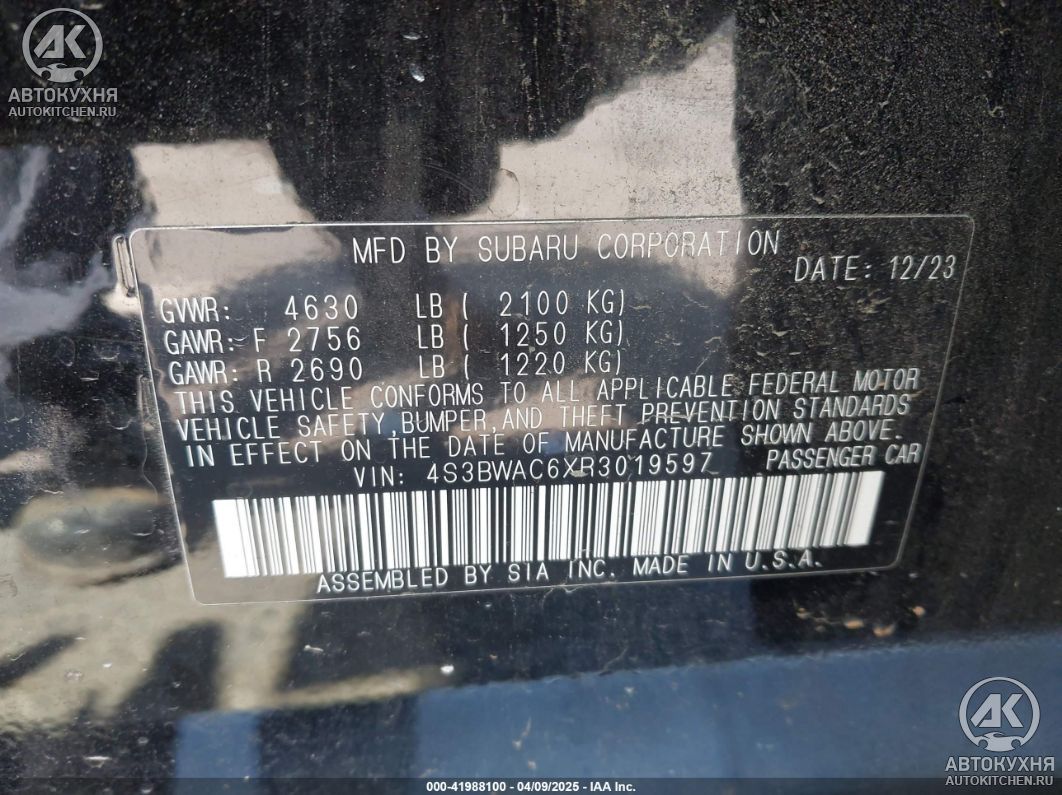 AK
АВТОКУХНЯ
AUTOKITCHEN.RU
MFD BY SUBARU CORPORATION
DATE: 12/23
GVWR: 4630 LB ( 2100 KG)
GAWR: F 2756 LB ( 1250 KG)
GAWR: R 2690 LB ( 1220 KG)
THIS VEHICLE CONFORMS TO ALL APPLICABLE FEDERAL MOTOR
VEHICLE SAFETY,BUMPER,AND THEFT PREVENTION STANDARDS
IN EFFECT ON THE DATE OF MANUFACTURE SHOWN ABOVE.
VIN: 4S3BWAC6XR3019597 PASSENGER CAR
ASSEMBLED BY SIA INC. MADE IN U.S.A.
AK
АВТОКУХНЯ
AUTOKITCHEN.RU
000-41988100 - 04/09/2025 - IAA Inc.